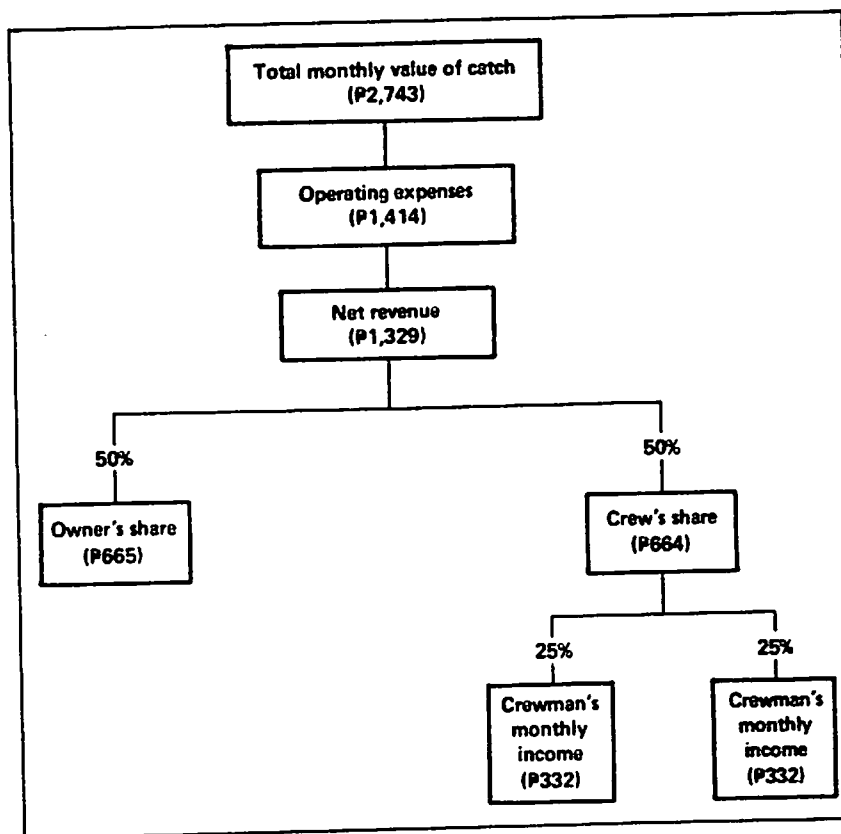 Total monthly value of catch
(₱2,743)
Operating expenses
(₱1,414)
Net revenue
(₱1,329)
50%
50%
Owner's share
(₱665)
Crew's share
(₱664)
25%
25%
Crewman's
monthly
income
(₱332)
Crewman's
monthly
income
(₱332)